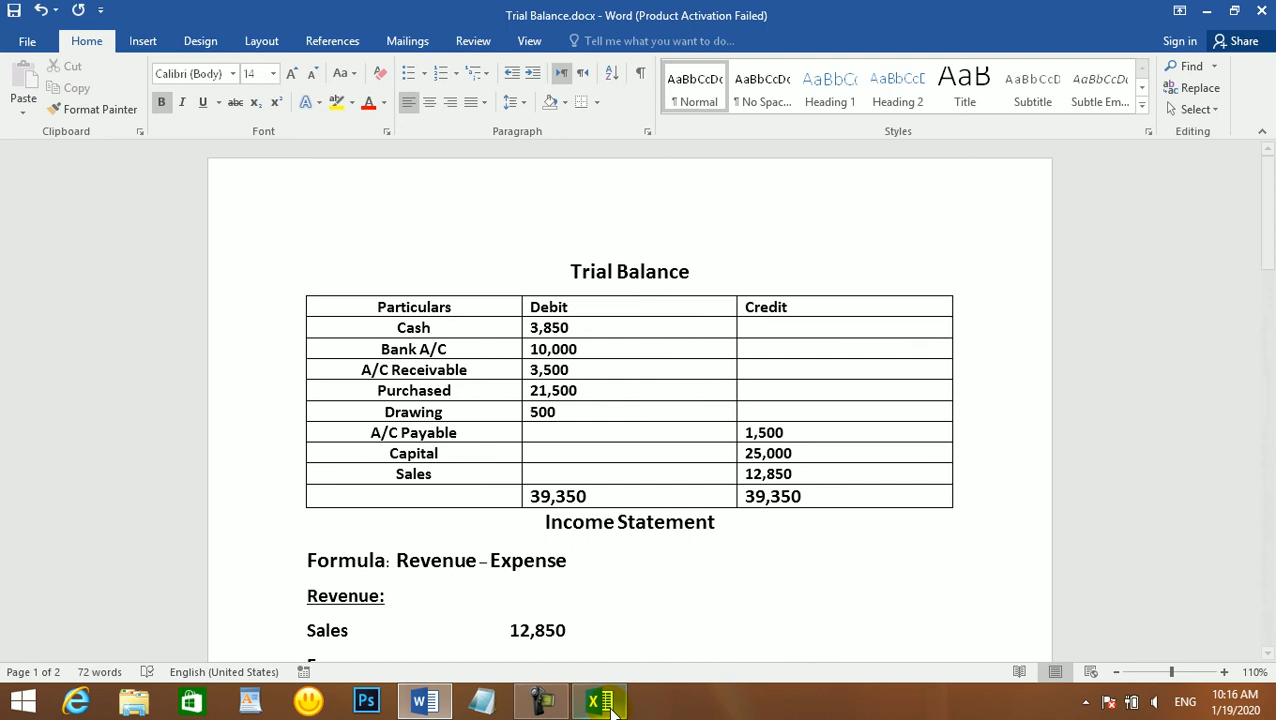 Trial Balance.docx - Word (Product Activation Failed)
File Home Insert Design Layout References Mailings Review View Tell me what you want to do... Sign in Share
Paste
Cut
Copy
Format Painter
Clipboard
Calibri (Body) 14 Aa
B I U abc x₂ x² A A
Font
Paragraph
AaBbCcDc AaBbCcDc AaBbCc AaBbCcD AaB AaBbCcD AaBbCcDc
¶ Normal ¶ No Spac... Heading 1 Heading 2 Title Subtitle Subtle Em...
Styles
Find
Replace
Select
Editing
Trial Balance
Particulars Debit Credit
Cash 3,850
Bank A/C 10,000
A/C Receivable 3,500
Purchased 21,500
Drawing 500
A/C Payable 1,500
Capital 25,000
Sales 12,850
39,350 39,350
Income Statement
Formula: Revenue – Expense
Revenue:
Sales 12,850
Page 1 of 2 72 words English (United States) 110%
Ps ENG 10:16 AM
1/19/2020